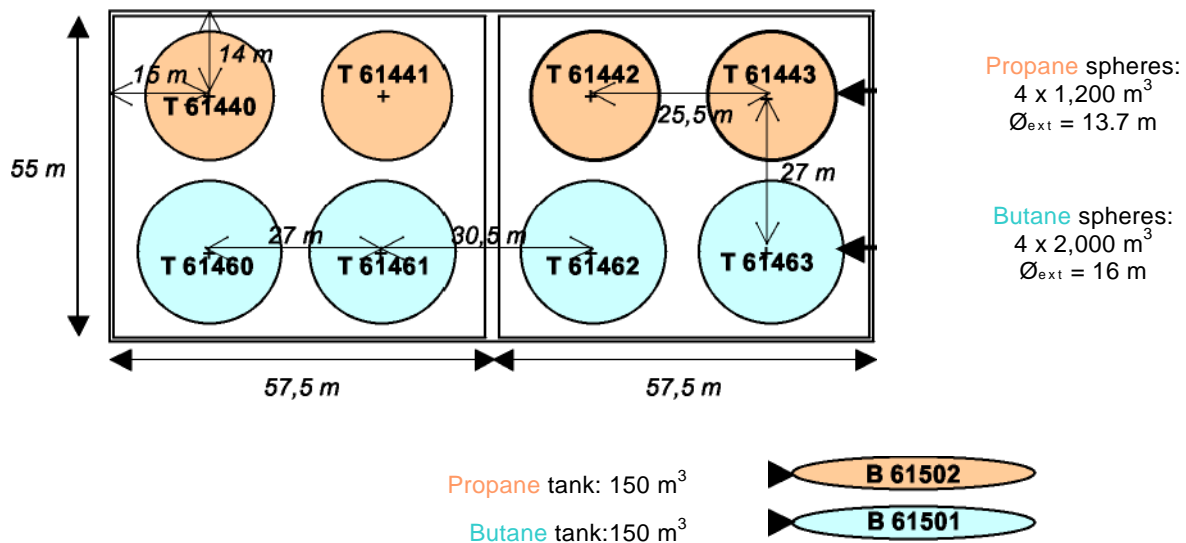 14 m
15 m
T 61440
T 61441
T 61442
T 61443
25,5 m
55 m
27 m
27 m
30,5 m
T 61460
T 61461
T 61462
T 61463
57,5 m
57,5 m
Propane spheres:
4 x 1,200 m³
Øext = 13.7 m
Butane spheres:
4 x 2,000 m³
Øext = 16 m
Propane tank: 150 m³
B 61502
Butane tank:150 m³
B 61501